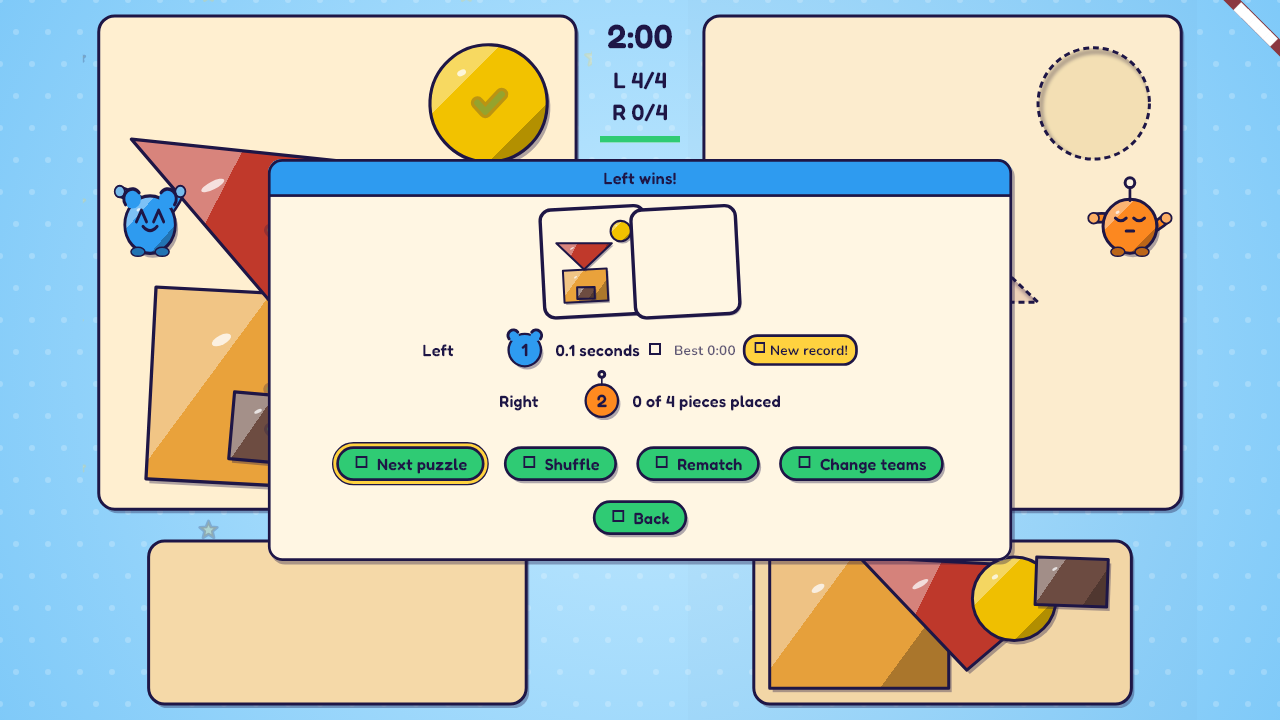 2:00
L 4/4
R 0/4
Left wins!
Left 1 0.1 seconds Best 0:00 New record!
Right 2 0 of 4 pieces placed
Next puzzle Shuffle Rematch Change teams
Back